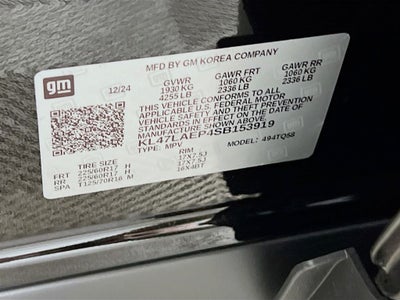 gm
MFD BY GM KOREA COMPANY
12/24 GVWR GAWR FRT GAWR RR
1930 KG 1060 KG 1060 KG
4255 LB 2336 LB 2336 LB
THIS VEHICLE CONFORMS TO ALL
APPLICABLE U.S. FEDERAL MOTOR
VEHICLE SAFETY AND THEFT PREVENTION
STANDARDS IN EFFECT ON THE DATE OF
MANUFACTURE SHOWN ABOVE.
KL47LAEP4SB153919
TYPE: MPV MODEL: 494TQ58
TIRE SIZE RIM
FRT 225/60R17 H 17X7.5J
RR 225/60R17 H 17X7.5J
SPA T125/70R16 M 16X4BT